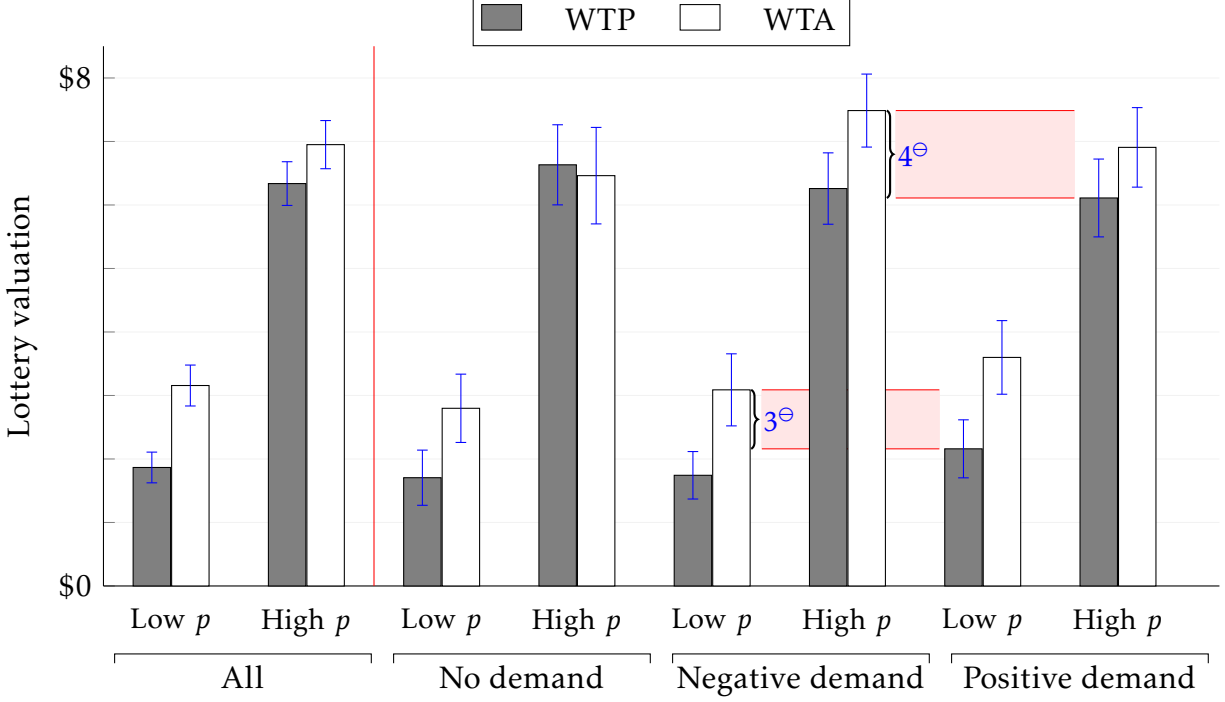 WTP WTA
$8
4⊖
Lottery valuation
3⊖
$0
Low p High p Low p High p Low p High p Low p High p
All No demand Negative demand Positive demand